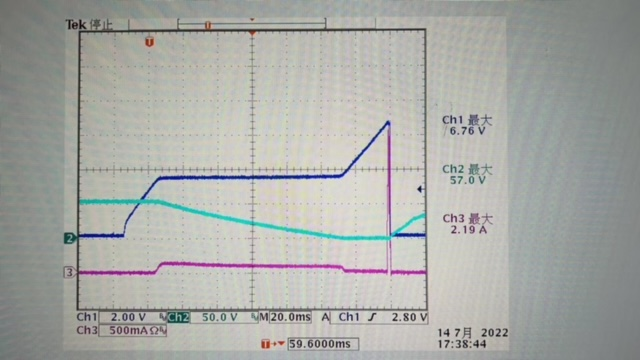 Tek 停止
T
T
Ch1 最大
6.76 V
Ch2 最大
57.0 V
Ch3 最大
2.19 A
2
3
Ch1 2.00 V Ch2 50.0 V M 20.0ms A Ch1 2.80 V
Ch3 500mAΩ
T 59.6000ms
14 7月 2022
17:38:44